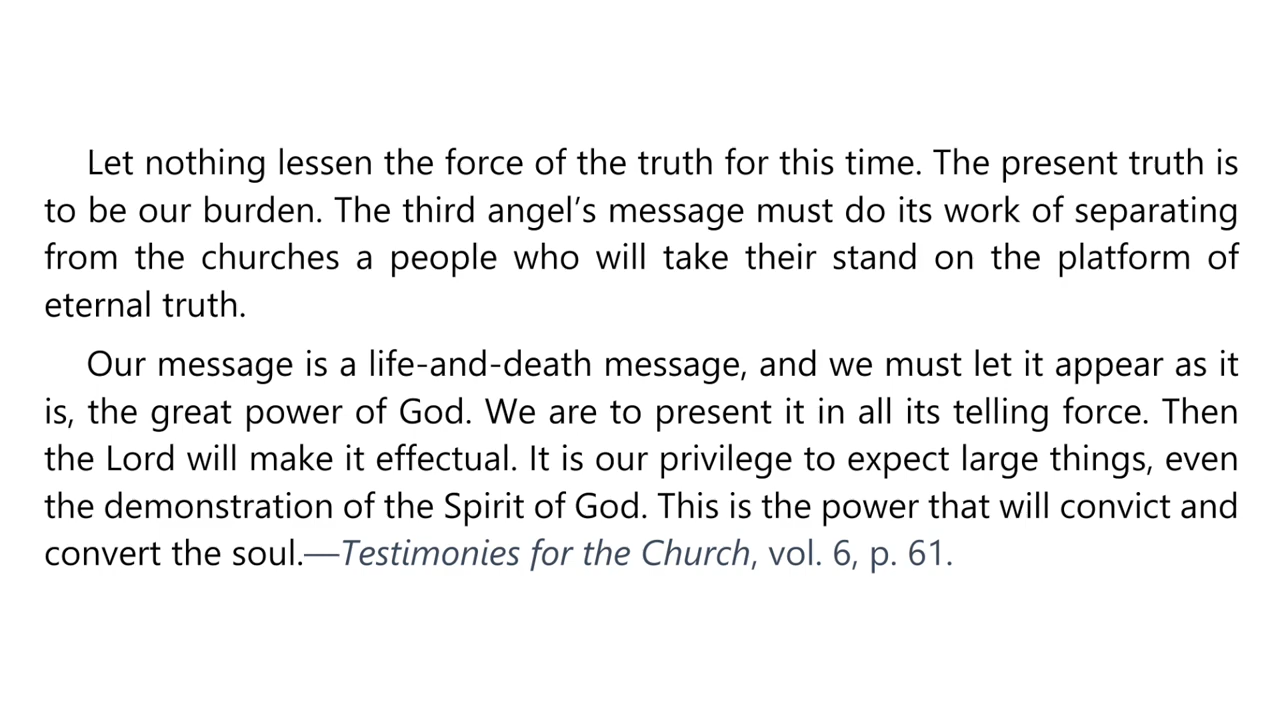 Let nothing lessen the force of the truth for this time. The present truth is
to be our burden. The third angel’s message must do its work of separating
from the churches a people who will take their stand on the platform of
eternal truth.
Our message is a life-and-death message, and we must let it appear as it
is, the great power of God. We are to present it in all its telling force. Then
the Lord will make it effectual. It is our privilege to expect large things, even
the demonstration of the Spirit of God. This is the power that will convict and
convert the soul.—Testimonies for the Church, vol. 6, p. 61.